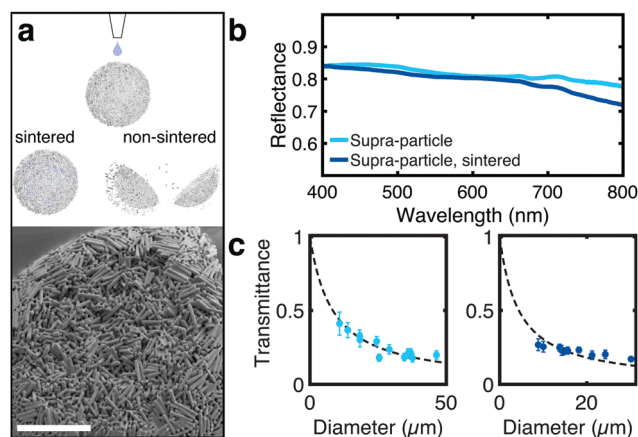 a
sintered
non-sintered
b
0.9
0.8
0.7
0.6
Reflectance
Supra-particle
Supra-particle, sintered
400
500
600
700
800
Wavelength (nm)
c
1
0.5
0
Transmittance
0
50
Diameter (µm)
1
0.5
0
0
10
20
Diameter (µm)